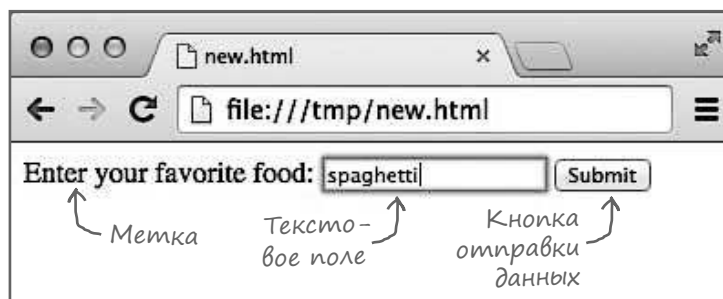 new.html ×
file:///tmp/new.html
Enter your favorite food: spaghetti Submit
Метка
Тексто-
вое поле
Кнопка
отправки
данных